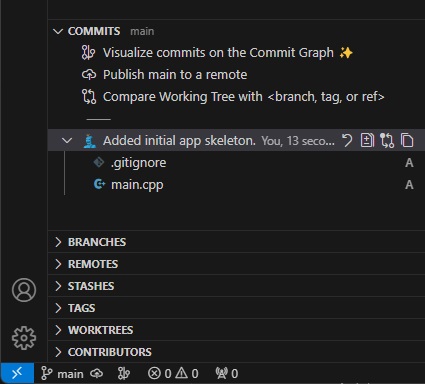 COMMITS main
Visualize commits on the Commit Graph ✨
Publish main to a remote
Compare Working Tree with <branch, tag, or ref>
Added initial app skeleton. You, 13 seco...
.gitignore A
main.cpp A
BRANCHES
REMOTES
STASHES
TAGS
WORKTREES
CONTRIBUTORS
main 0 0 0